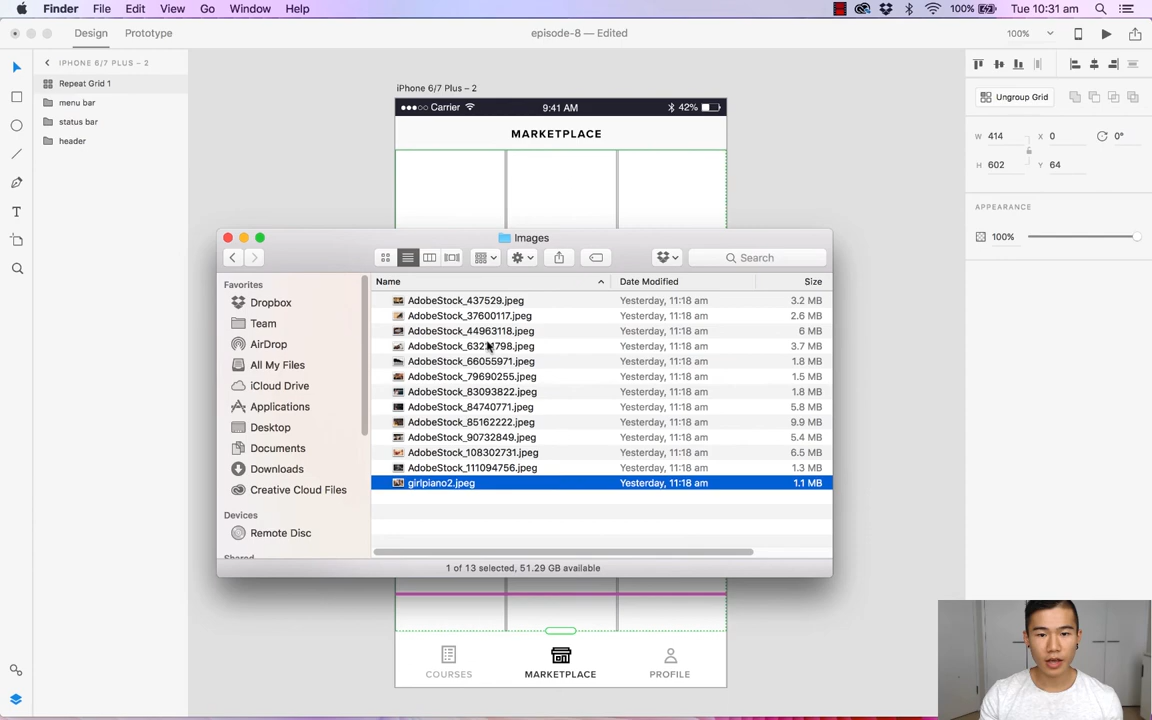 Finder File Edit View Go Window Help 100% Tue 10:31 am
Design Prototype episode-8 — Edited 100%
IPHONE 6/7 PLUS – 2
Repeat Grid 1
menu bar
status bar
header
iPhone 6/7 Plus – 2
Carrier 9:41 AM 42%
MARKETPLACE
Ungroup Grid
W 414 X 0 0°
H 602 Y 64
APPEARANCE
100%
Images
Search
Favorites
Dropbox
Team
AirDrop
All My Files
iCloud Drive
Applications
Desktop
Documents
Downloads
Creative Cloud Files
Devices
Remote Disc
Name Date Modified Size
AdobeStock_437529.jpeg Yesterday, 11:18 am 3.2 MB
AdobeStock_37600117.jpeg Yesterday, 11:18 am 2.6 MB
AdobeStock_44963118.jpeg Yesterday, 11:18 am 6 MB
Yesterday, 11:18 am 3.7 MB
AdobeStock_66055971.jpeg Yesterday, 11:18 am 1.8 MB
AdobeStock_79690255.jpeg Yesterday, 11:18 am 1.5 MB
AdobeStock_83093822.jpeg Yesterday, 11:18 am 1.8 MB
AdobeStock_84740771.jpeg Yesterday, 11:18 am 5.8 MB
AdobeStock_85162222.jpeg Yesterday, 11:18 am 9.9 MB
AdobeStock_90732849.jpeg Yesterday, 11:18 am 5.4 MB
AdobeStock_108302731.jpeg Yesterday, 11:18 am 6.5 MB
AdobeStock_111094756.jpeg Yesterday, 11:18 am 1.3 MB
girlpiano2.jpeg Yesterday, 11:18 am 1.1 MB
1 of 13 selected, 51.29 GB available
COURSES MARKETPLACE PROFILE